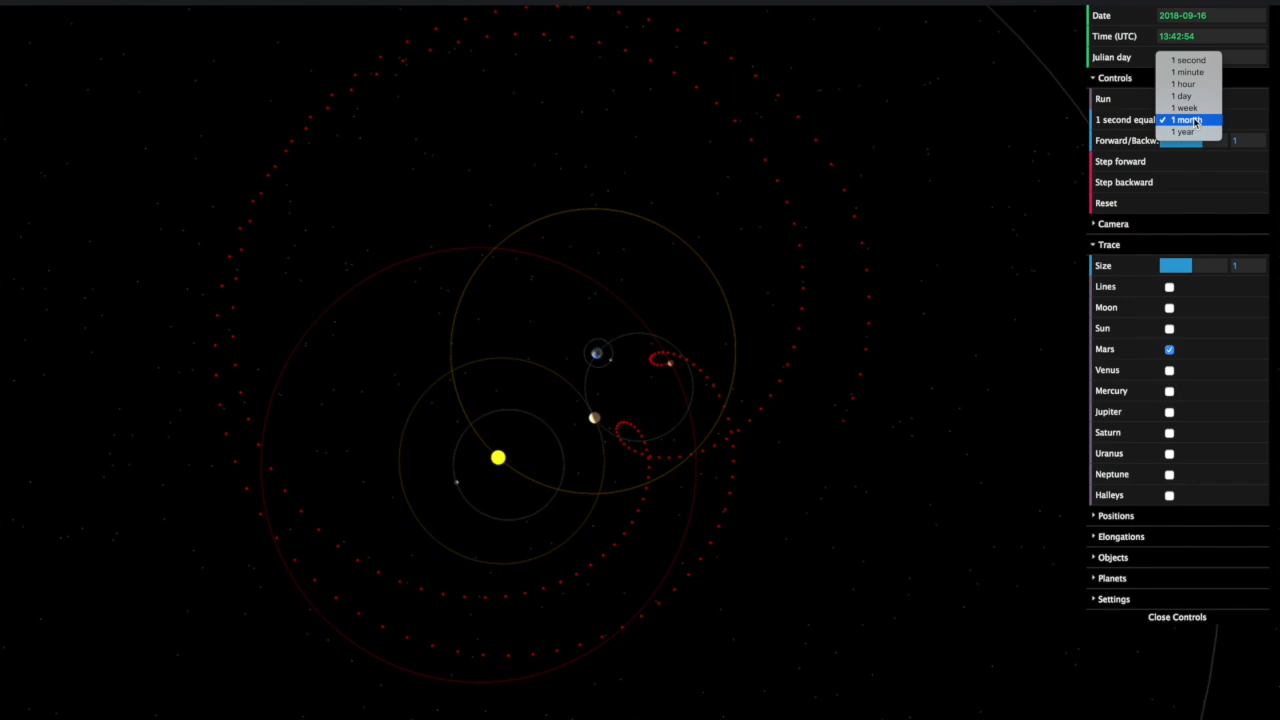 Date 2018-09-16
Time (UTC) 13:42:54
Julian day
1 second
1 minute
1 hour
1 day
1 week
✓ 1 month
1 year
Controls
Run
1 second equal
Forward/Backw. 1
Step forward
Step backward
Reset
Camera
Trace
Size 1
Lines
Moon
Sun
Mars
Venus
Mercury
Jupiter
Saturn
Uranus
Neptune
Halleys
Positions
Elongations
Objects
Planets
Settings
Close Controls